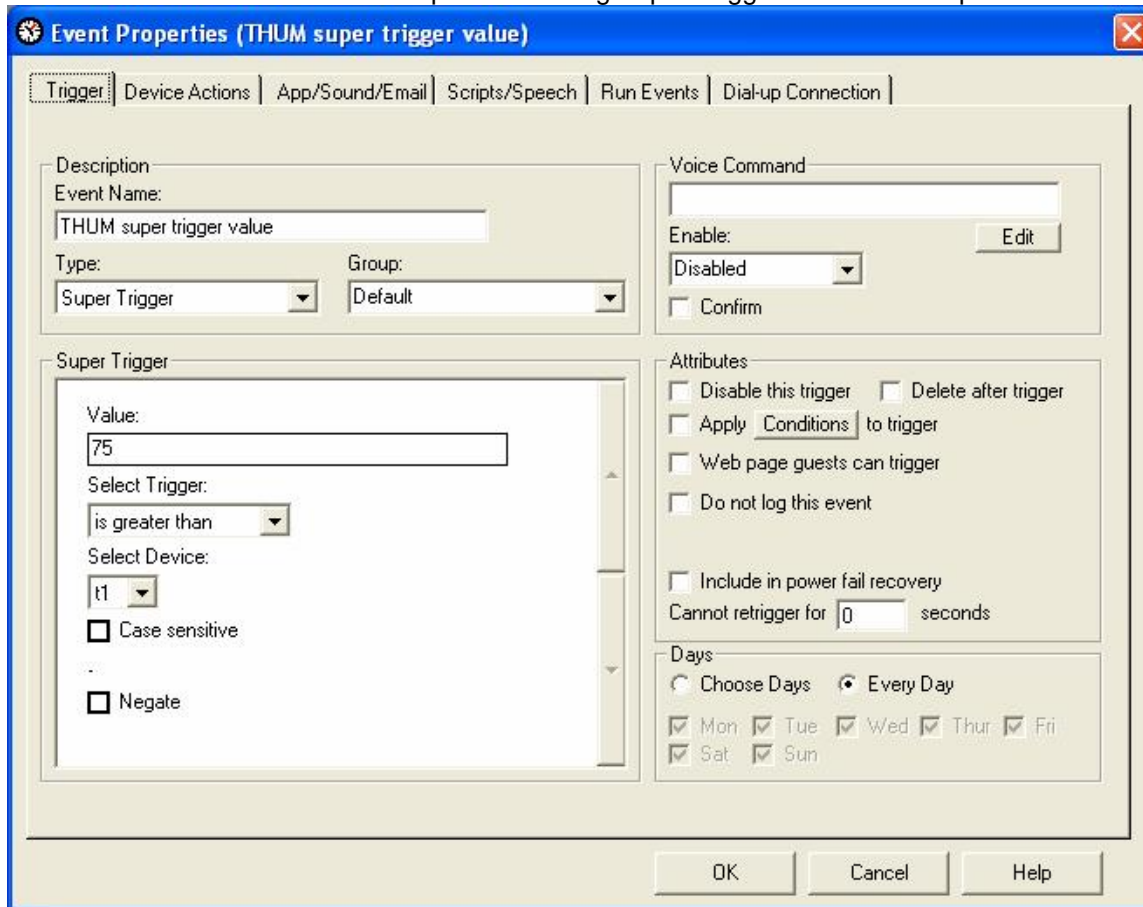 Event Properties (THUM super trigger value)
Trigger Device Actions App/Sound/Email Scripts/Speech Run Events Dial-up Connection
Description
Event Name:
THUM super trigger value
Type: Group:
Super Trigger Default
Voice Command
Enable: Edit
Disabled
Confirm
Super Trigger
Value:
75
Select Trigger:
is greater than
Select Device:
t1
Case sensitive
-
Negate
Attributes
Disable this trigger Delete after trigger
Apply Conditions to trigger
Web page guests can trigger
Do not log this event
Include in power fail recovery
Cannot retrigger for 0 seconds
Days
Choose Days Every Day
Mon Tue Wed Thur Fri
Sat Sun
OK Cancel Help